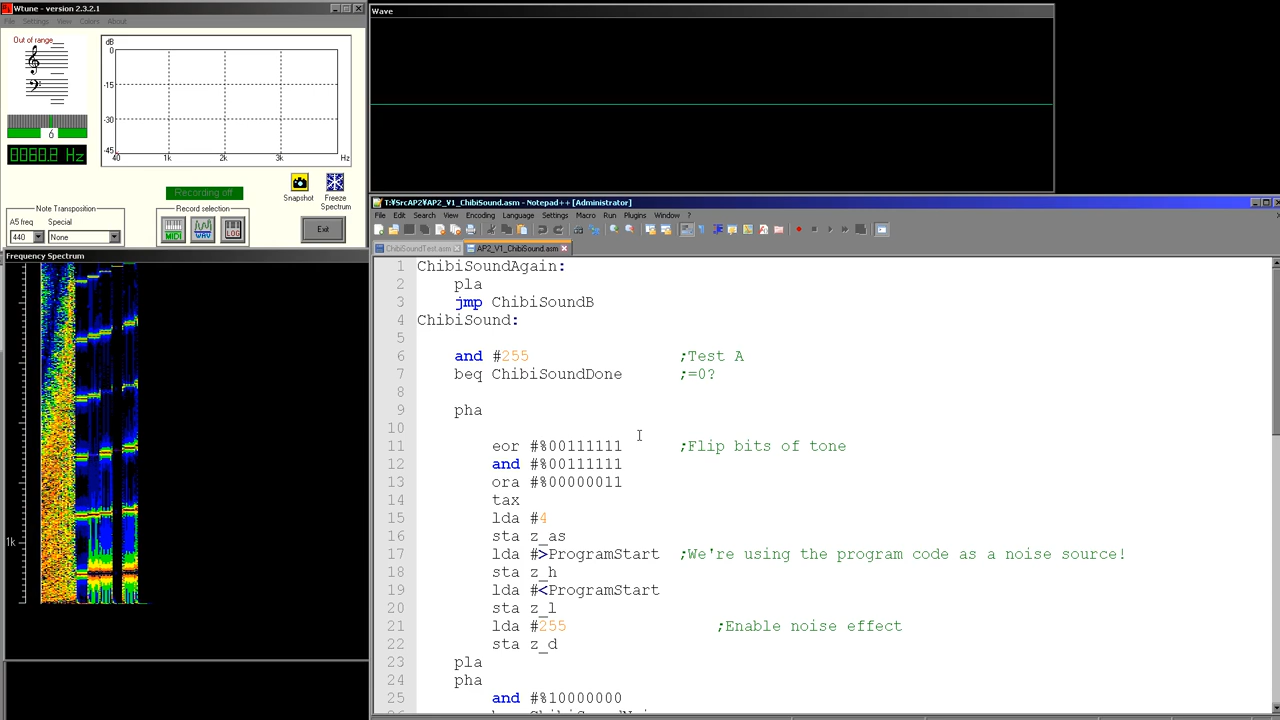 Wtune - version 2.3.2.1
File Settings View Colors About
Out of range
6
0080.8 Hz
dB
0
-15
-30
-45
40 1k 2k 3k Hz
Recording off
Snapshot
Freeze
Spectrum
Note Transposition
A5 freq Special
440 None
Record selection
MIDI WAV LOG
Exit
Frequency Spectrum
1k
Wave
T:\SrcAP2\AP2_V1_ChibiSound.asm - Notepad++ [Administrator]
File Edit Search View Encoding Language Settings Macro Run Plugins Window ?
ChibiSoundTest.asm AP2_V1_ChibiSound.asm
1 ChibiSoundAgain:
2 pla
3 jmp ChibiSoundB
4 ChibiSound:
5
6 and #255 ;Test A
7 beq ChibiSoundDone ;=0?
8
9 pha
10
11 eor #%00111111 ;Flip bits of tone
12 and #%00111111
13 ora #%00000011
14 tax
15 lda #4
16 sta z_as
17 lda #>ProgramStart ;We're using the program code as a noise source!
18 sta z_h
19 lda #<ProgramStart
20 sta z_l
21 lda #255 ;Enable noise effect
22 sta z_d
23 pla
24 pha
25 and #%10000000